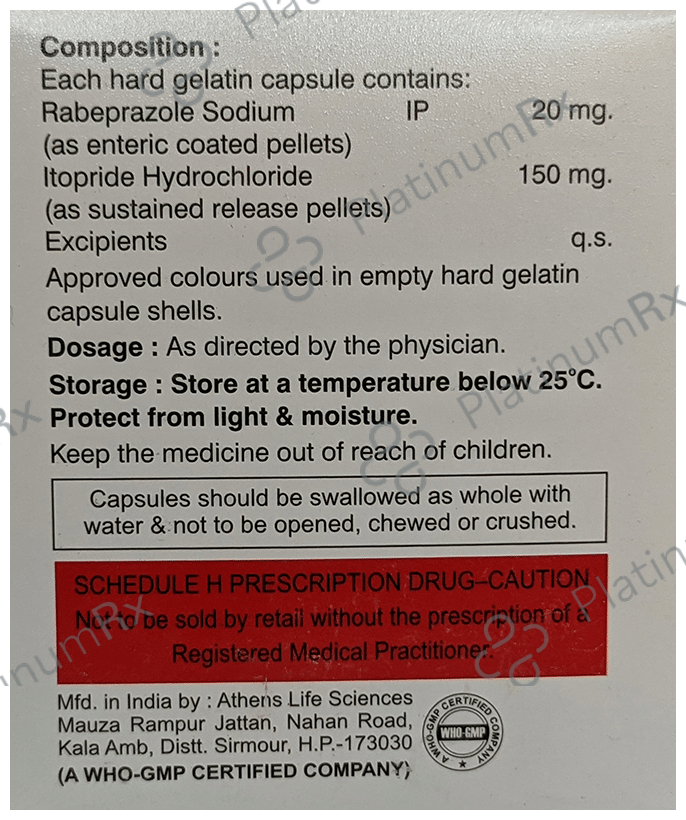 Composition :
Each hard gelatin capsule contains:
Rabeprazole Sodium IP 20 mg.
(as enteric coated pellets)
Itopride Hydrochloride 150 mg.
(as sustained release pellets)
Excipients q.s.
Approved colours used in empty hard gelatin
capsule shells.
Dosage : As directed by the physician.
Storage : Store at a temperature below 25°C.
Protect from light & moisture.
Keep the medicine out of reach of children.
Capsules should be swallowed as whole with
water & not to be opened, chewed or crushed.
SCHEDULE H PRESCRIPTION DRUG–CAUTION
Not to be sold by retail without the prescription of a
Registered Medical Practitioner.
Mfd. in India by : Athens Life Sciences
Mauza Rampur Jattan, Nahan Road,
Kala Amb, Distt. Sirmour, H.P.-173030
(A WHO-GMP CERTIFIED COMPANY)
A WHO-GMP CERTIFIED COMPANY
WHO-GMP
PlatinumRx
PlatinumRx
PlatinumRx
Rx
inumRx
Platin